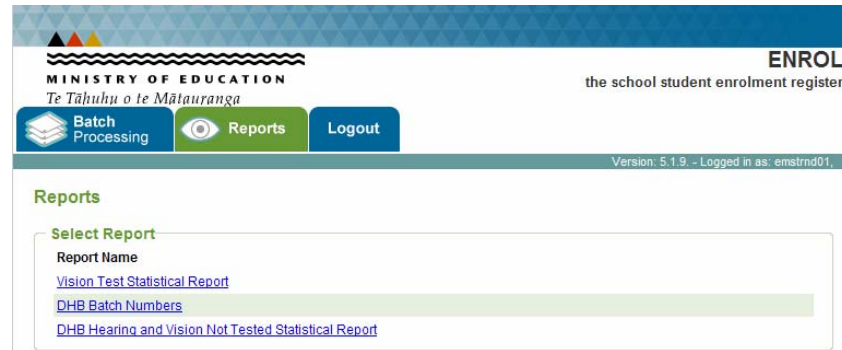 MINISTRY OF EDUCATION
Te Tāhuhu o te Mātauranga
ENROL
the school student enrolment register
Batch
Processing
Reports
Logout
Version: 5.1.9. - Logged in as: emstrnd01,
Reports
Select Report
Report Name
Vision Test Statistical Report
DHB Batch Numbers
DHB Hearing and Vision Not Tested Statistical Report